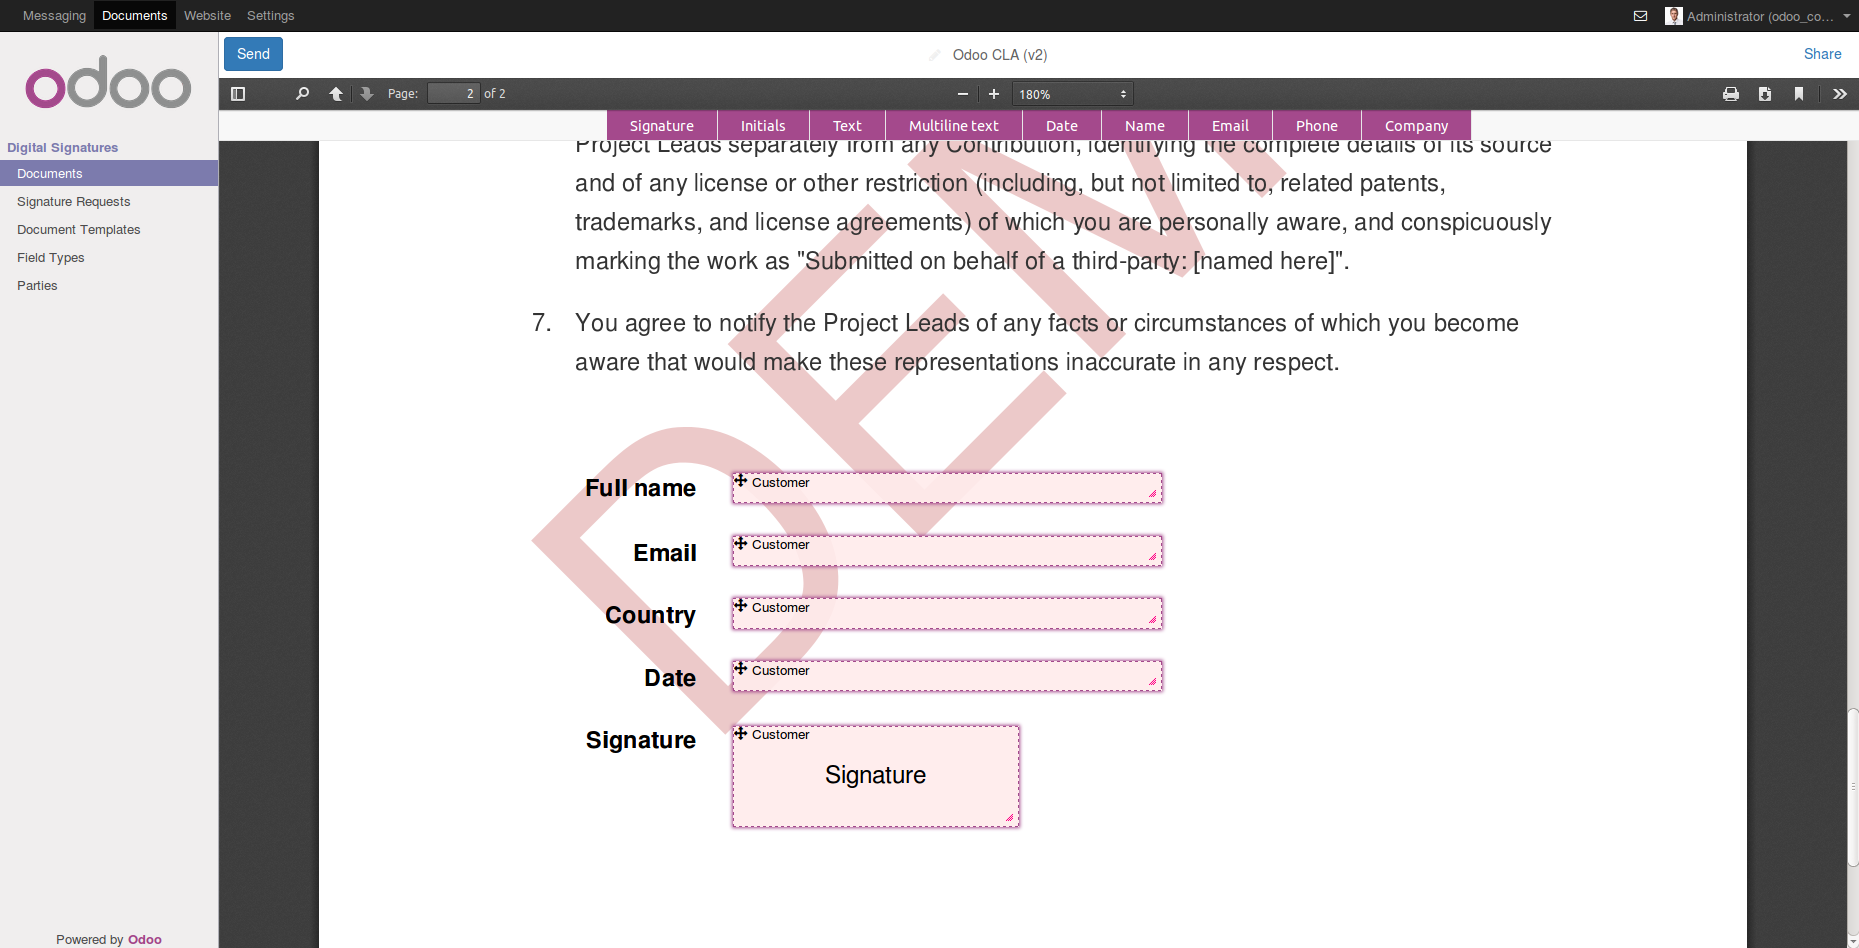 Messaging Documents Website Settings Administrator (odoo_co...
odoo
Send Odoo CLA (v2) Share
Page: 2 of 2 180%
Signature Initials Text Multiline text Date Name Email Phone Company
Digital Signatures
Documents
Signature Requests
Document Templates
Field Types
Parties
Project Leads separately from any Contribution, identifying the complete details of its source
and of any license or other restriction (including, but not limited to, related patents,
trademarks, and license agreements) of which you are personally aware, and conspicuously
marking the work as "Submitted on behalf of a third-party: [named here]".
7. You agree to notify the Project Leads of any facts or circumstances of which you become
aware that would make these representations inaccurate in any respect.
Full name Customer
Email Customer
Country Customer
Date Customer
Signature Customer
Signature
DEM
Powered by Odoo